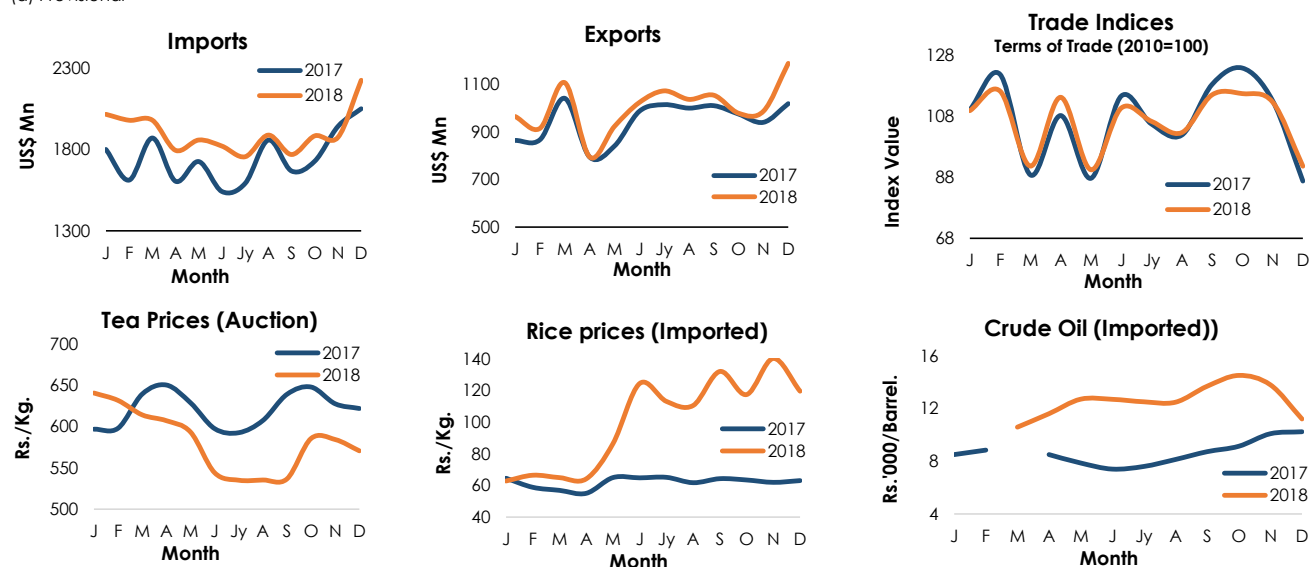 (a) Provisional
Imports
US$ Mn
2300
1800
1300
2017
2018
J F M A M J Jy A S O N D
Month
Exports
US$ Mn
1100
900
700
500
2017
2018
J F M A M J Jy A S O N D
Month
Trade Indices
Terms of Trade (2010=100)
Index Value
128
108
88
68
2017
2018
J F M A M J Jy A S O N D
Month
Tea Prices (Auction)
Rs./Kg.
700
650
600
550
500
2017
2018
J F M A M J Jy A S O N D
Month
Rice prices (Imported)
Rs./Kg.
140
120
100
80
60
40
2017
2018
J F M A M J Jy A S O N D
Month
Crude Oil (Imported))
Rs.'000/Barrel.
16
12
8
4
2017
2018
J F M A M J Jy A S O N D
Month